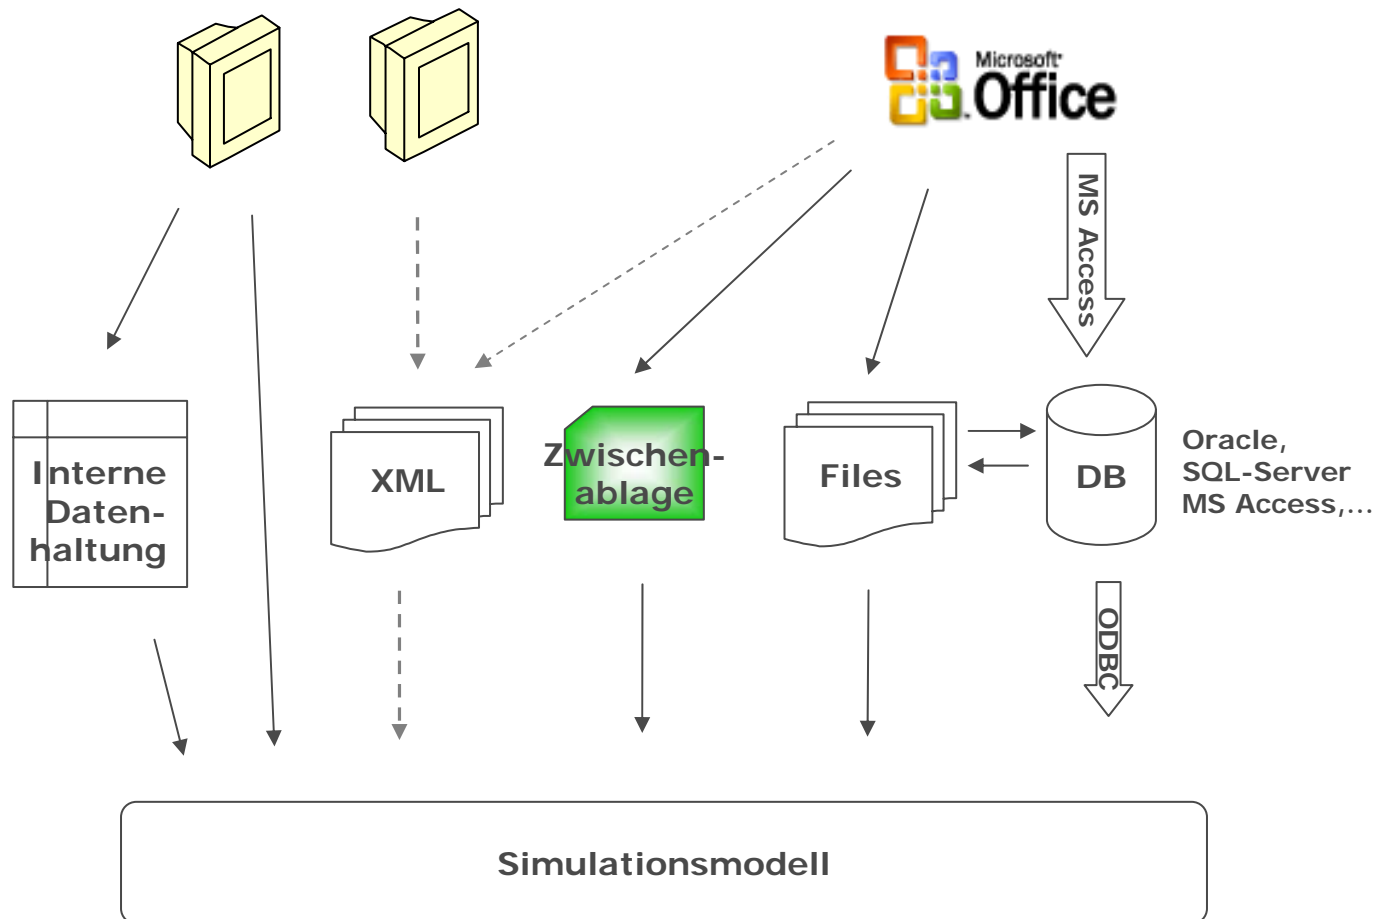 Microsoft
Office
MS Access
Interne
Daten-
haltung
XML
Zwischen-
ablage
Files
DB
Oracle,
SQL-Server
MS Access,...
ODBC
Simulationsmodell